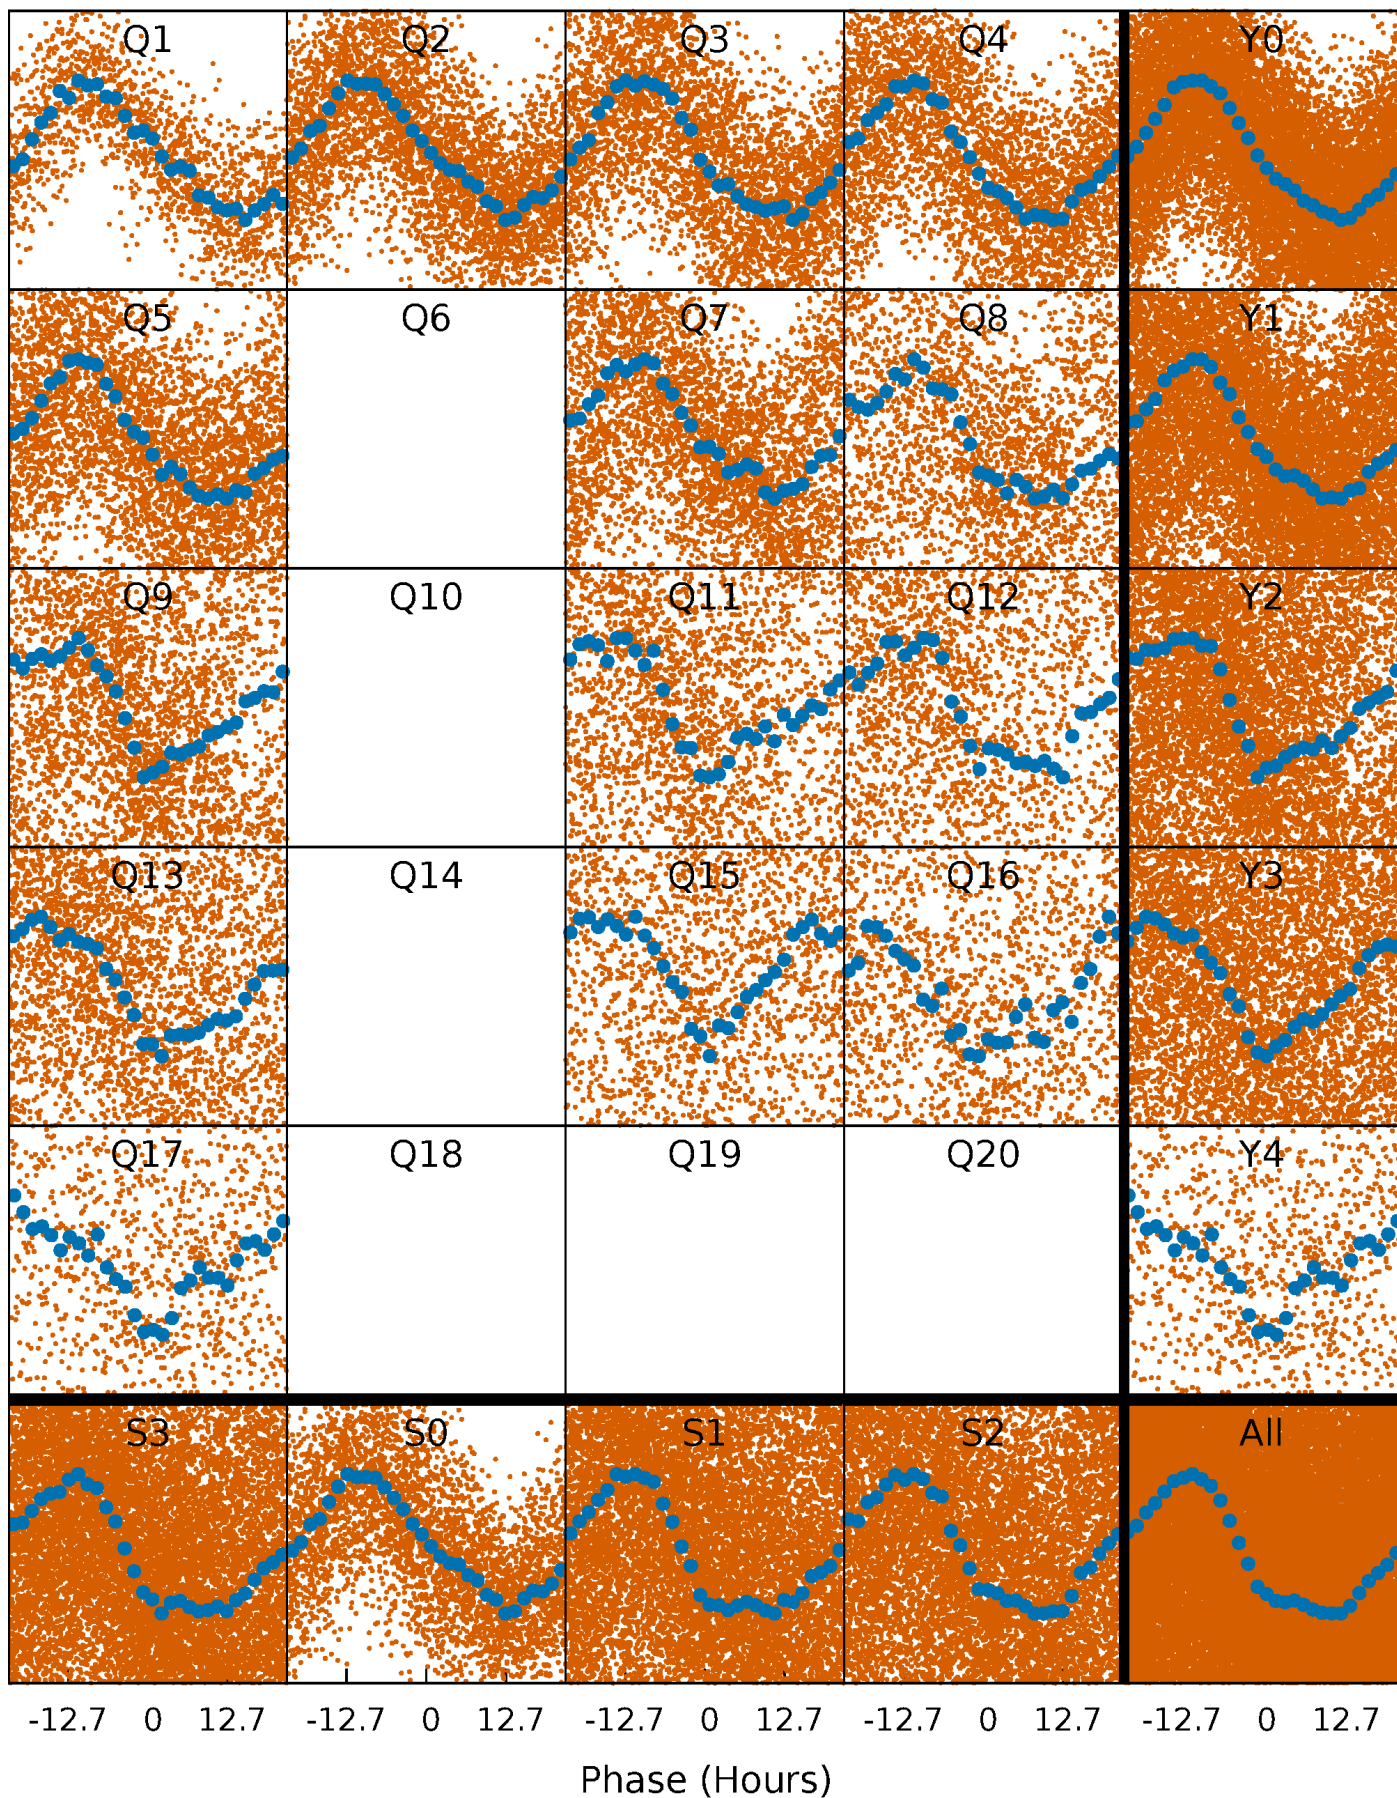 Q1 Q2 Q3 Q4 Y0
Q5 Q6 Q7 Q8 Y1
Q9 Q10 Q11 Q12 Y2
Q13 Q14 Q15 Q16 Y3
Q17 Q18 Q19 Q20 Y4
S3 S0 S1 S2 All
-12.7 0 12.7 -12.7 0 12.7 -12.7 0 12.7 -12.7 0 12.7 -12.7 0 12.7
Phase (Hours)